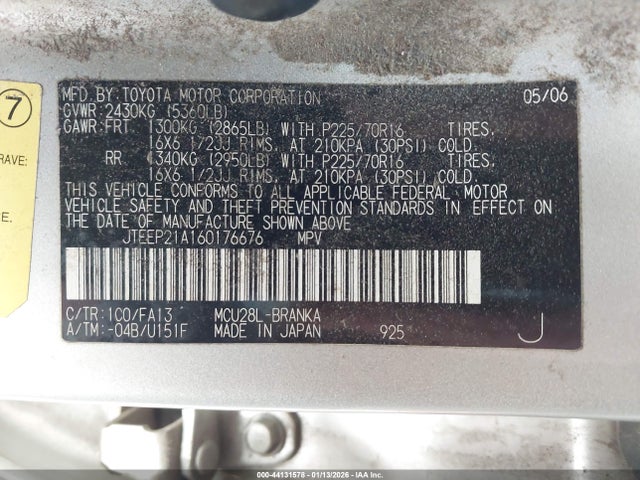 MFD BY: TOYOTA MOTOR CORPORATION 05/06
GVWR: 2430KG (5360LB)
GAWR: FRT 1300KG (2865LB) WITH P225/70R16 TIRES.
16X6 1/2JJ RIMS. AT 210KPA (30PSI) COLD.
RR 1340KG (2950LB) WITH P225/70R16 TIRES.
16X6 1/2JJ RIMS. AT 210KPA (30PSI) COLD.
THIS VEHICLE CONFORMS TO ALL APPLICABLE FEDERAL MOTOR
VEHICLE SAFETY AND THEFT PREVENTION STANDARDS IN EFFECT ON
THE DATE OF MANUFACTURE SHOWN ABOVE
JTEEP21A160176676 MPV
C/TR: 1C0/FA13 MCU28L-BRANKA
A/TM: -04B/U151F MADE IN JAPAN 925
J
7
RAVE:
S.
000-44131578 - 01/13/2026 - IAA Inc.